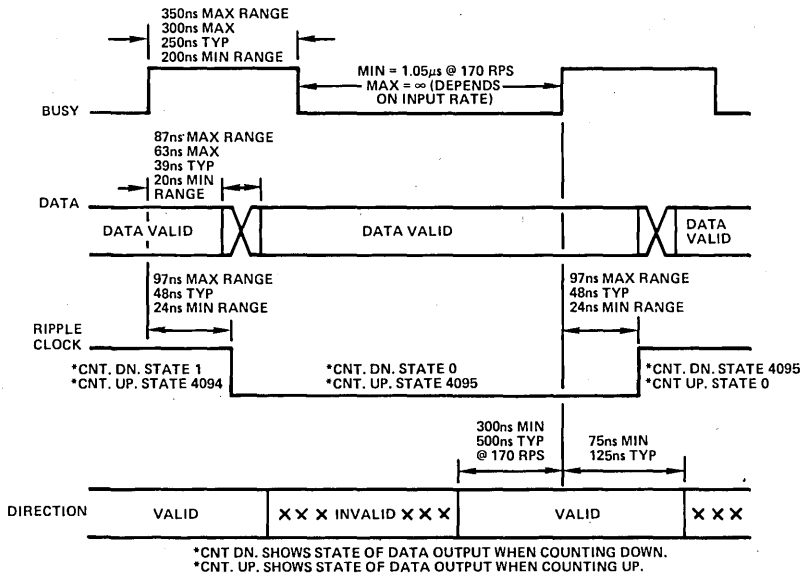 350ns MAX RANGE
300ns MAX
250ns TYP
200ns MIN RANGE
MIN = 1.05µs @ 170 RPS
MAX = ∞ (DEPENDS
ON INPUT RATE)
BUSY
87ns MAX RANGE
63ns MAX
39ns TYP
20ns MIN
RANGE
DATA
DATA VALID
DATA VALID
DATA
VALID
97ns MAX RANGE
48ns TYP
24ns MIN RANGE
97ns MAX RANGE
48ns TYP
24ns MIN RANGE
RIPPLE
CLOCK
*CNT. DN. STATE 1
*CNT. UP. STATE 4094
*CNT. DN. STATE 0
*CNT. UP. STATE 4095
*CNT. DN. STATE 4095
*CNT UP. STATE 0
300ns MIN
500ns TYP
@ 170 RPS
75ns MIN
125ns TYP
DIRECTION
VALID
X X X INVALID X X X
VALID
X X X
*CNT DN. SHOWS STATE OF DATA OUTPUT WHEN COUNTING DOWN.
*CNT. UP. SHOWS STATE OF DATA OUTPUT WHEN COUNTING UP.